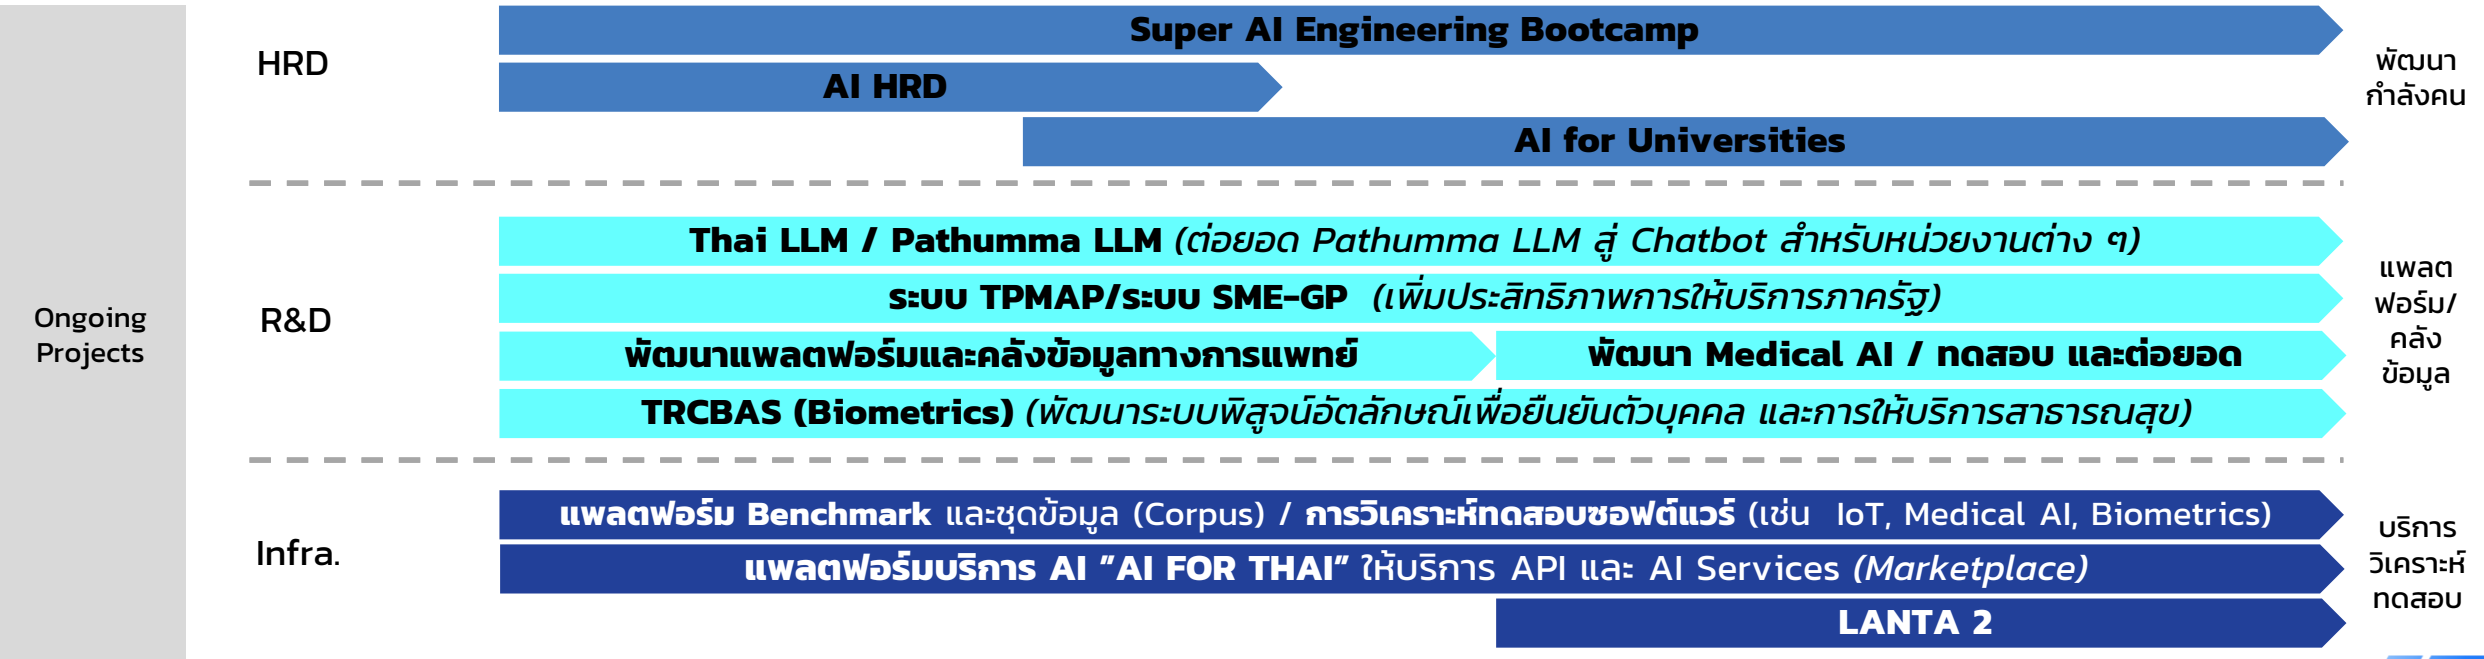 Ongoing
Projects
HRD
Super AI Engineering Bootcamp
AI HRD
AI for Universities
พัฒนา
กำลังคน
R&D
Thai LLM / Pathumma LLM (ต่อยอด Pathumma LLM สู่ Chatbot สำหรับหน่วยงานต่าง ๆ)
ระบบ TPMAP/ระบบ SME-GP (เพิ่มประสิทธิภาพการให้บริการภาครัฐ)
พัฒนาแพลตฟอร์มและคลังข้อมูลทางการแพทย์
พัฒนา Medical AI / ทดสอบ และต่อยอด
TRCBAS (Biometrics) (พัฒนาระบบพิสูจน์อัตลักษณ์เพื่อยืนยันตัวบุคคล และการให้บริการสาธารณสุข)
แพลต
ฟอร์ม/
คลัง
ข้อมูล
Infra.
แพลตฟอร์ม Benchmark และชุดข้อมูล (Corpus) / การวิเคราะห์ทดสอบซอฟต์แวร์ (เช่น IoT, Medical AI, Biometrics)
แพลตฟอร์มบริการ AI "AI FOR THAI" ให้บริการ API และ AI Services (Marketplace)
LANTA 2
บริการ
วิเคราะห์
ทดสอบ